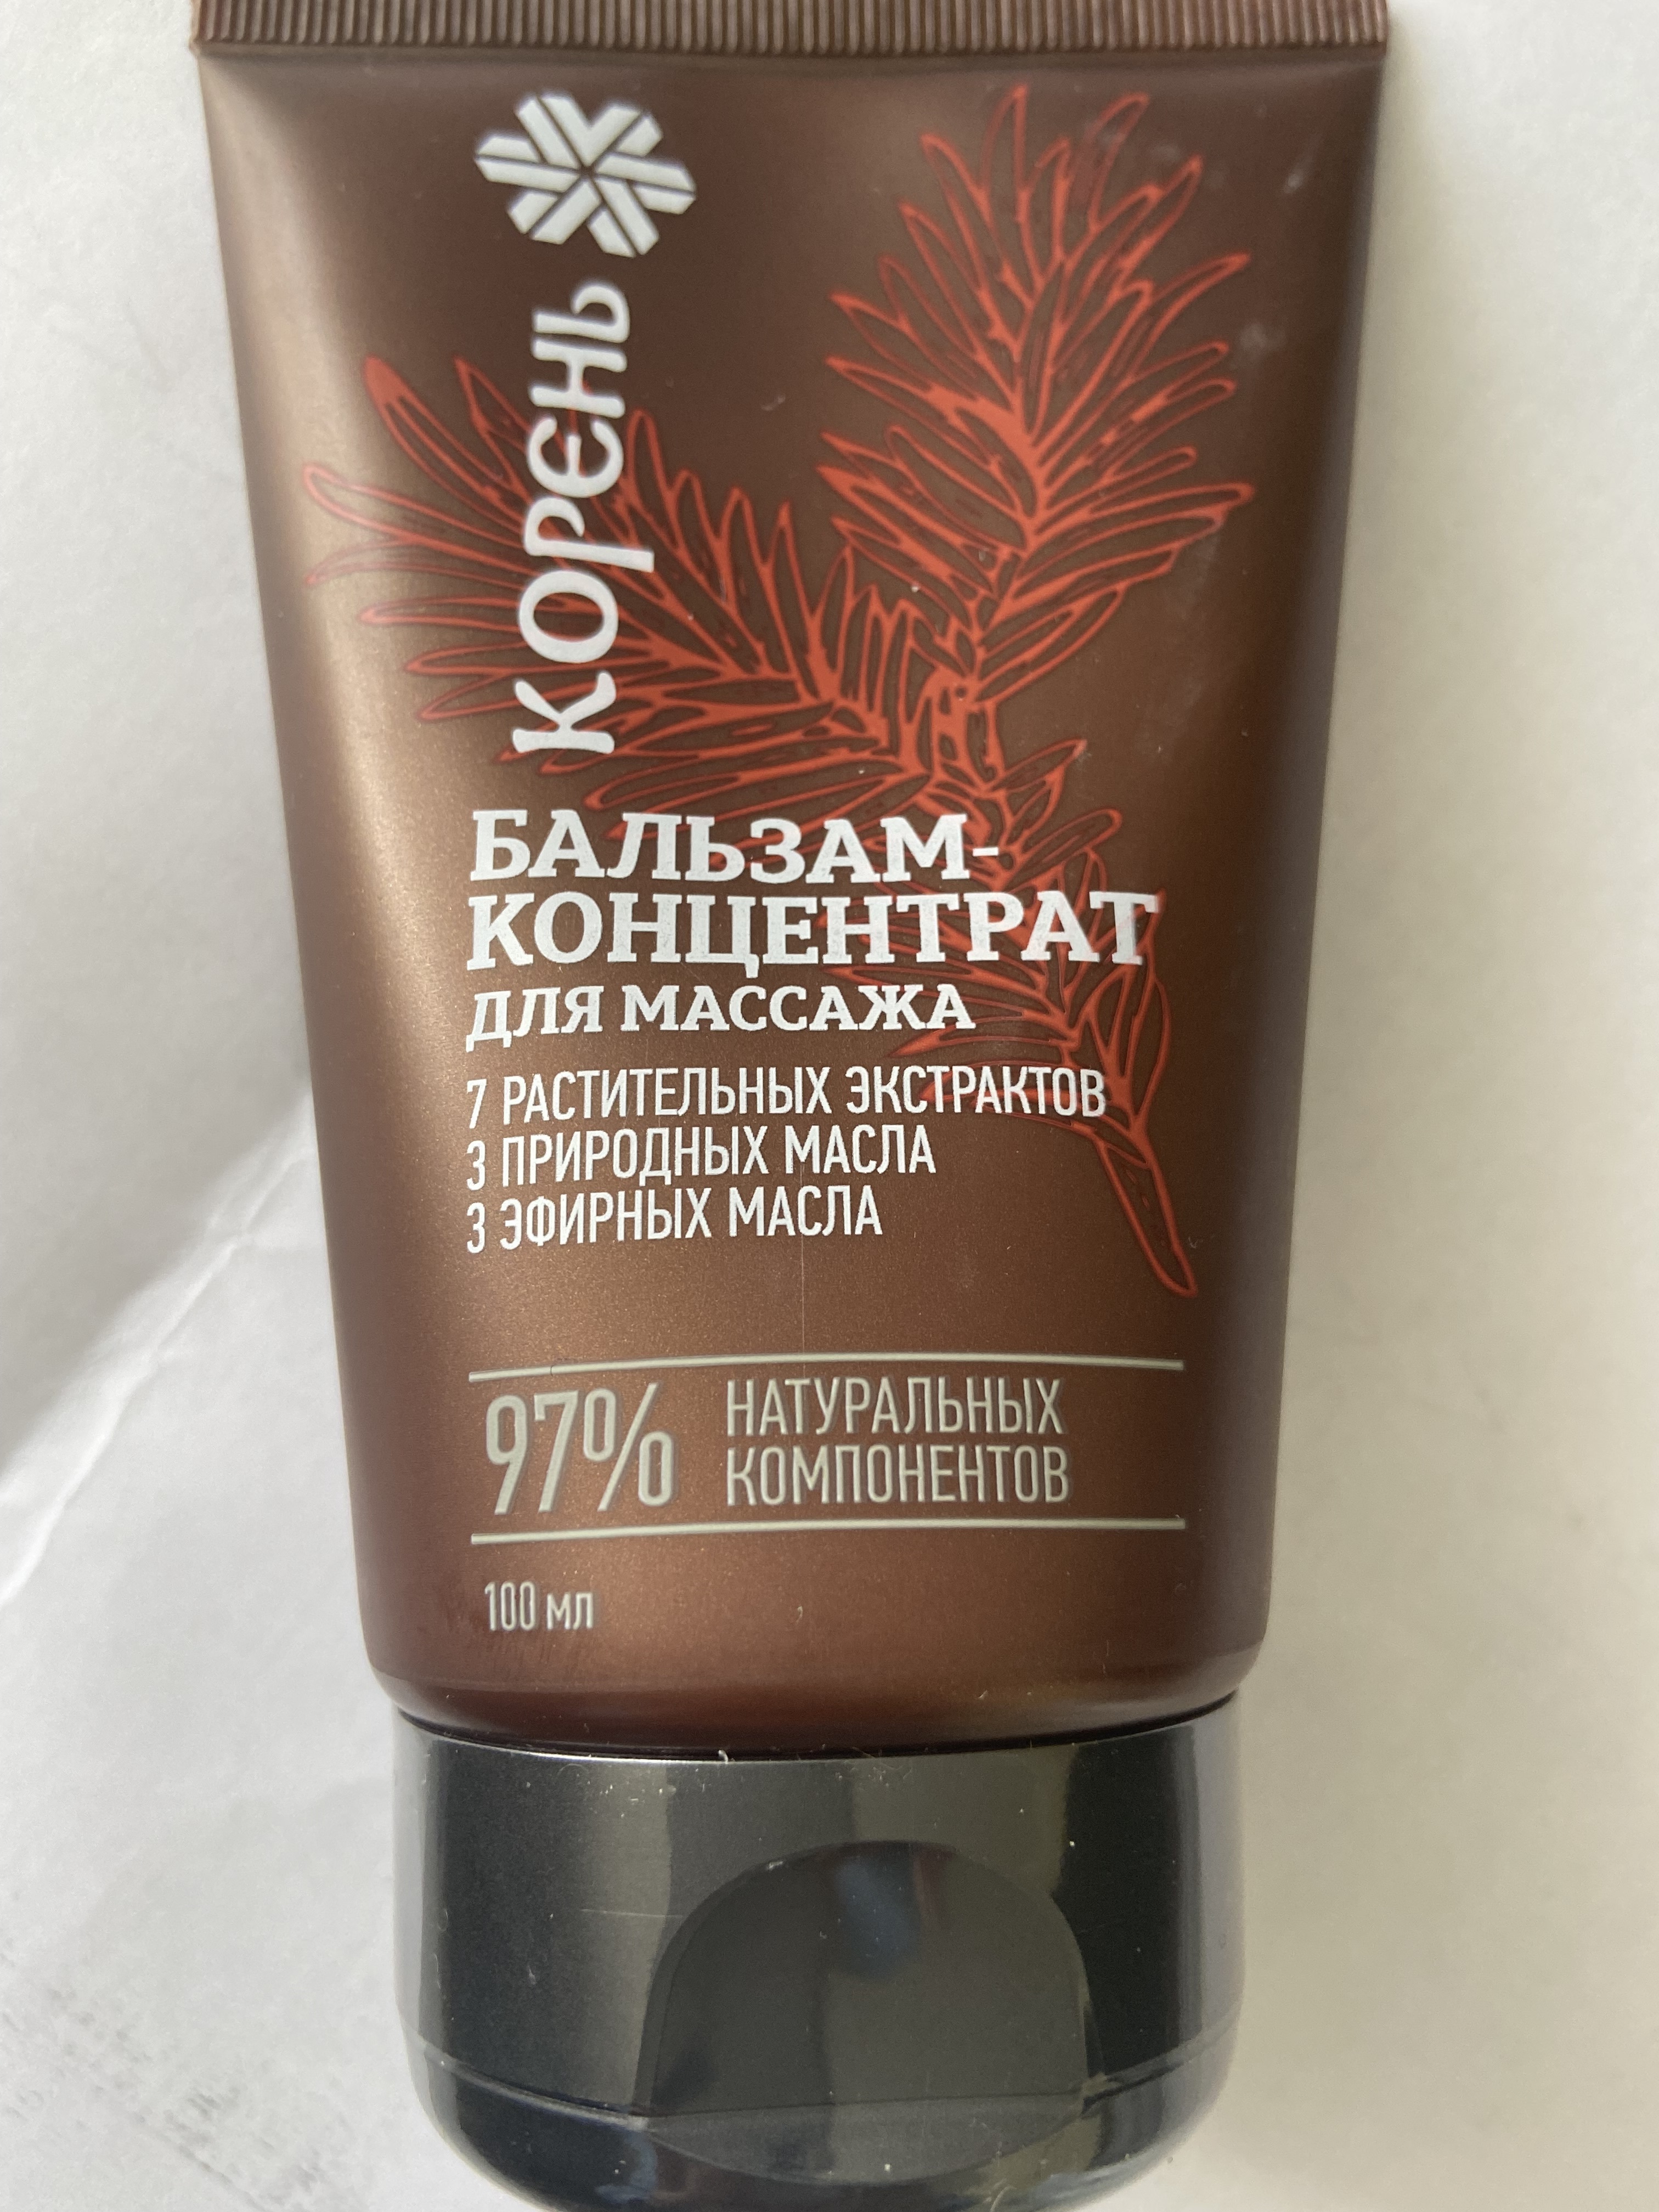 КОРЕНЬ
БАЛЬЗАМ-
КОНЦЕНТРАТ
ДЛЯ МАССАЖА
7 РАСТИТЕЛЬНЫХ ЭКСТРАКТОВ
3 ПРИРОДНЫХ МАСЛА
3 ЭФИРНЫХ МАСЛА
97% НАТУРАЛЬНЫХ
КОМПОНЕНТОВ
100 мл